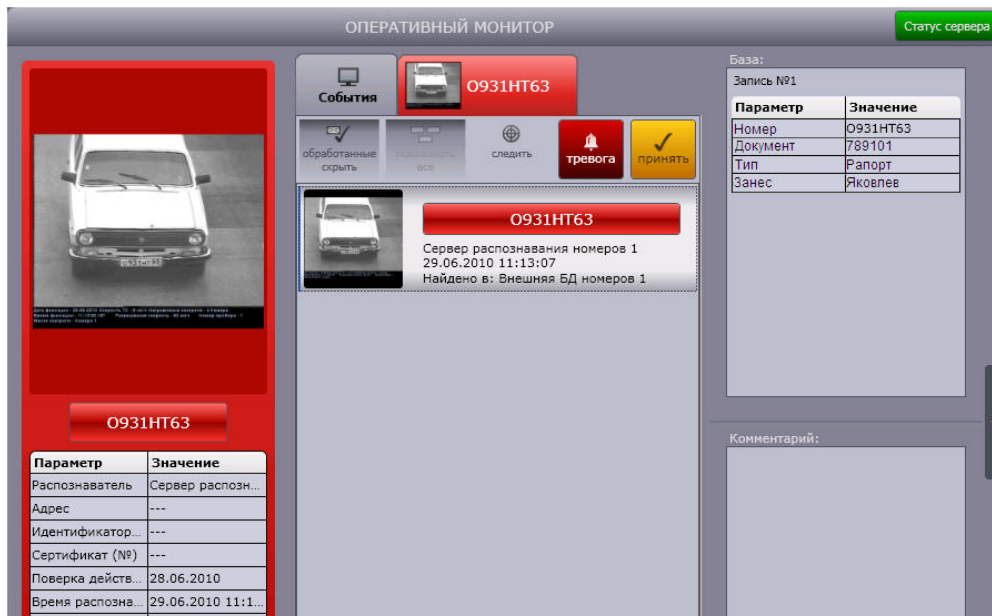 ОПЕРАТИВНЫЙ МОНИТОР
Статус сервера
О931НТ63
Параметр Значение
Распознаватель Сервер распозн...
Адрес ---
Идентификатор... ---
Сертификат (№) ---
Поверка действ... 28.06.2010
Время распозна... 29.06.2010 11:1...
События
О931НТ63
обработанные
скрыть
показывать
все
следить
тревога
принять
О931НТ63
Сервер распознавания номеров 1
29.06.2010 11:13:07
Найдено в: Внешняя БД номеров 1
База:
Запись №1
Параметр Значение
Номер О931НТ63
Документ 789101
Тип Рапорт
Занес Яковлев
Комментарий: